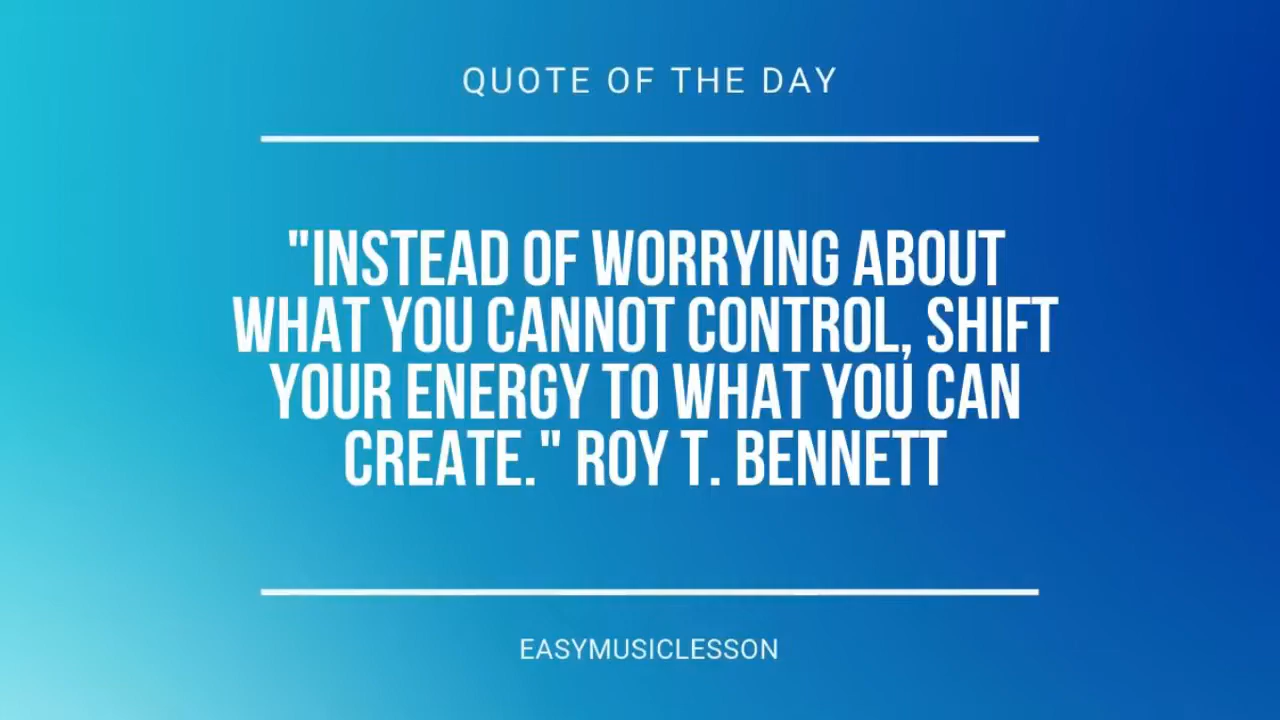 QUOTE OF THE DAY
"INSTEAD OF WORRYING ABOUT
WHAT YOU CANNOT CONTROL, SHIFT
YOUR ENERGY TO WHAT YOU CAN
CREATE." ROY T. BENNETT
EASYMUSICLESSON